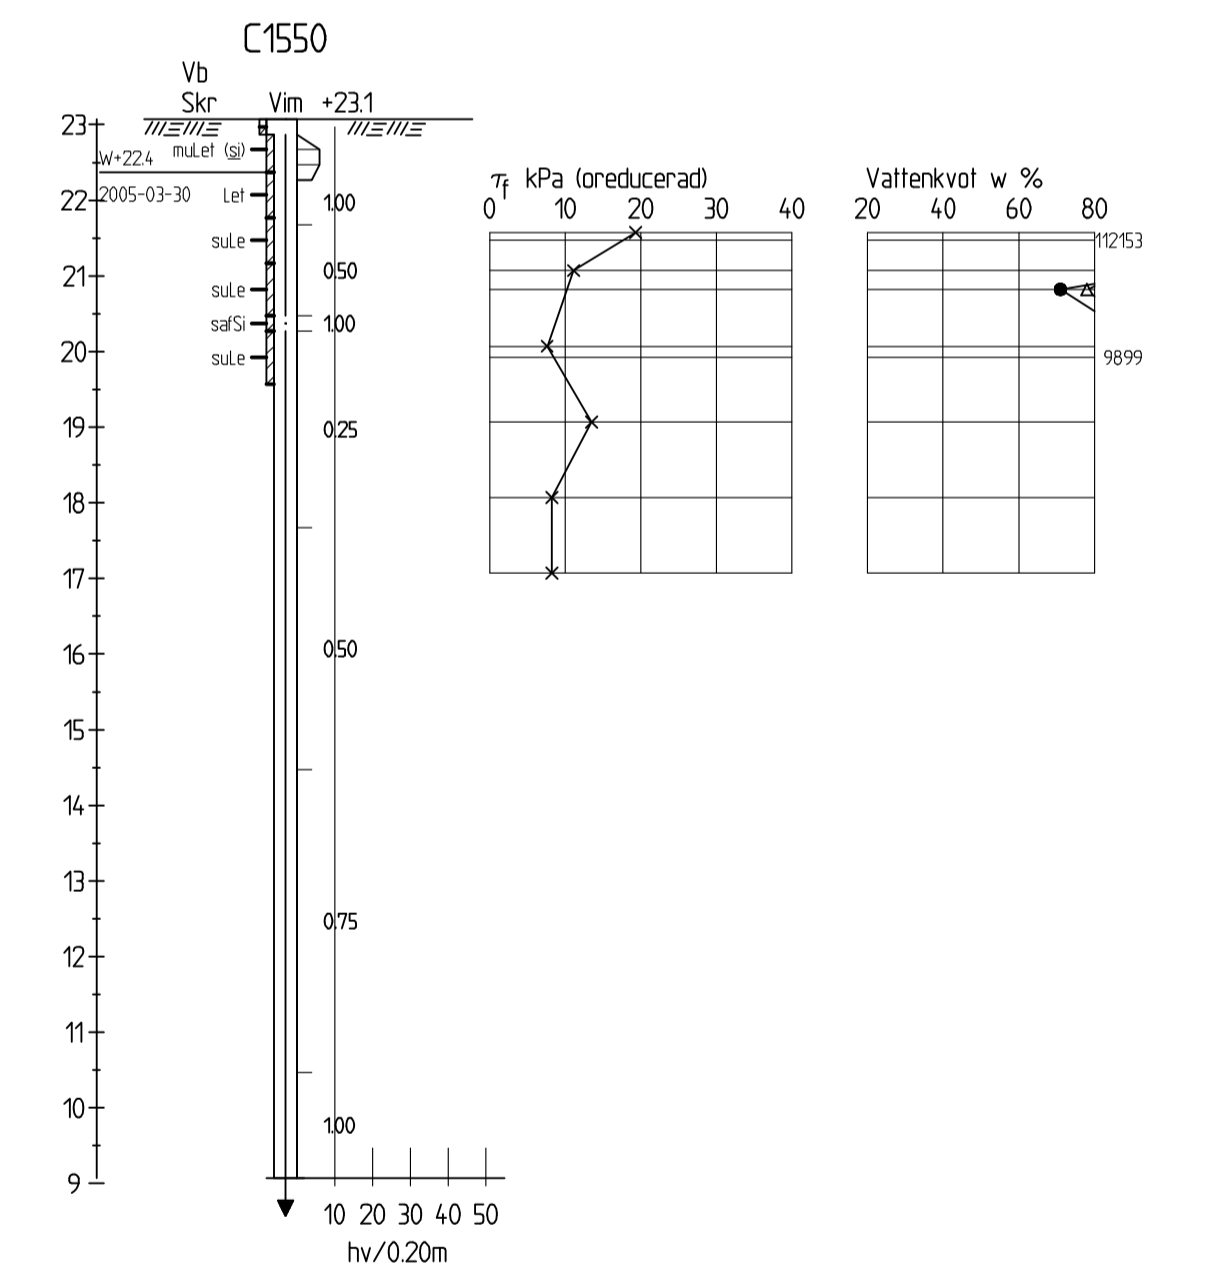 C1550
Vb
Skr Vim +23.1
23
muLet (si)
W+22.4
2005-03-30 Let
22
1.00
suLe
21
0.50
suLe
safSi
1.00
20
suLe
19
0.25
18
17
16
0.50
15
14
13
0.75
12
11
10
1.00
9
10 20 30 40 50
hv/0.20m
τf kPa (oreducerad)
0 10 20 30 40
Vattenkvot w %
20 40 60 80
112153
9899